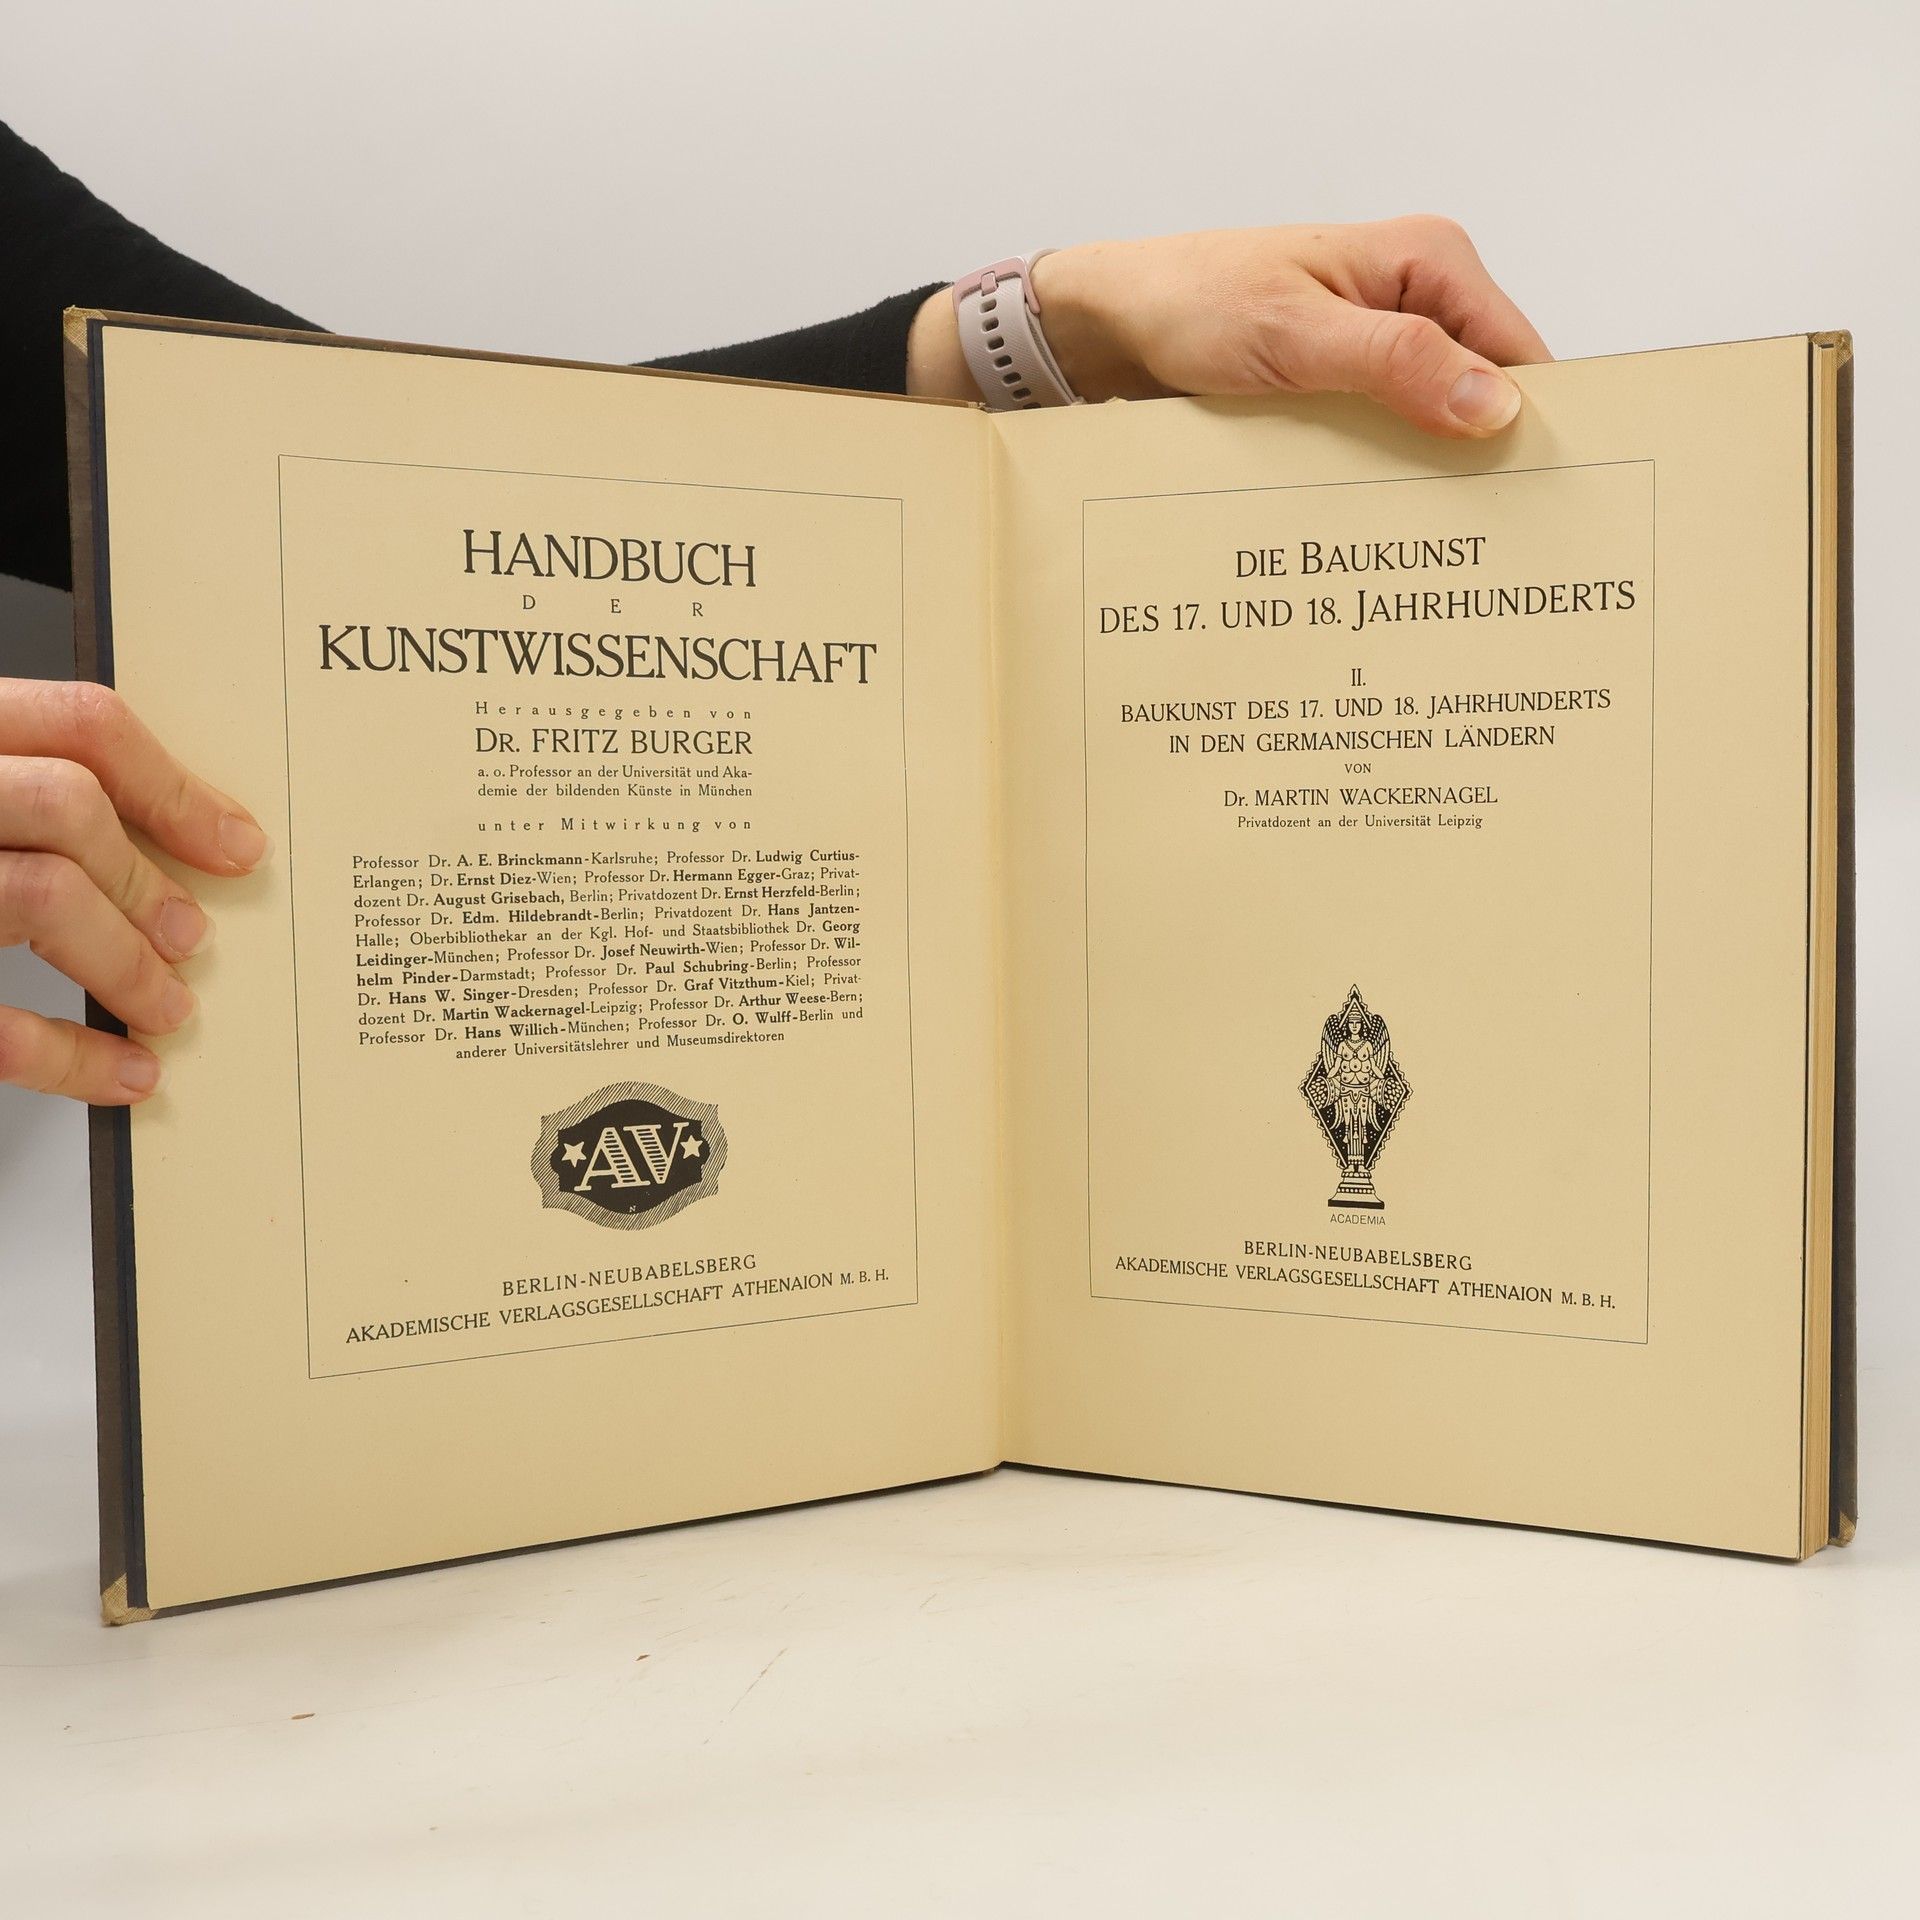 HANDBUCH
DER
KUNSTWISSENSCHAFT
Herausgegeben von
DR. FRITZ BURGER
a. o. Professor an der Universität und Aka-
demie der bildenden Künste in München
unter Mitwirkung von
Professor Dr. A. E. Brinckmann-Karlsruhe; Professor Dr. Ludwig Curtius-
Erlangen; Dr. Ernst Diez-Wien; Professor Dr. Hermann Egger-Graz; Privat-
dozent Dr. August Grisebach, Berlin; Privatdozent Dr. Ernst Herzfeld-Berlin;
Professor Dr. Edm. Hildebrandt-Berlin; Privatdozent Dr. Hans Jantzen-
Halle; Oberbibliothekar an der Kgl. Hof- und Staatsbibliothek Dr. Georg
Leidinger-München; Professor Dr. Josef Neuwirth-Wien; Professor Dr. Wil-
helm Pinder-Darmstadt; Professor Dr. Paul Schubring-Berlin; Professor
Dr. Hans W. Singer-Dresden; Professor Dr. Graf Vitzthum-Kiel; Privat-
dozent Dr. Martin Wackernagel-Leipzig; Professor Dr. Arthur Weese-Bern;
Professor Dr. Hans Willich-München; Professor Dr. O. Wulff-Berlin und
anderer Universitätslehrer und Museumsdirektoren
AV
N
BERLIN-NEUBABELSBERG
AKADEMISCHE VERLAGSGESELLSCHAFT ATHENAION M. B. H.
DIE BAUKUNST
DES 17. UND 18. JAHRHUNDERTS
II.
BAUKUNST DES 17. UND 18. JAHRHUNDERTS
IN DEN GERMANISCHEN LÄNDERN
VON
Dr. MARTIN WACKERNAGEL
Privatdozent an der Universität Leipzig
ACADEMIA
BERLIN-NEUBABELSBERG
AKADEMISCHE VERLAGSGESELLSCHAFT ATHENAION M. B. H.